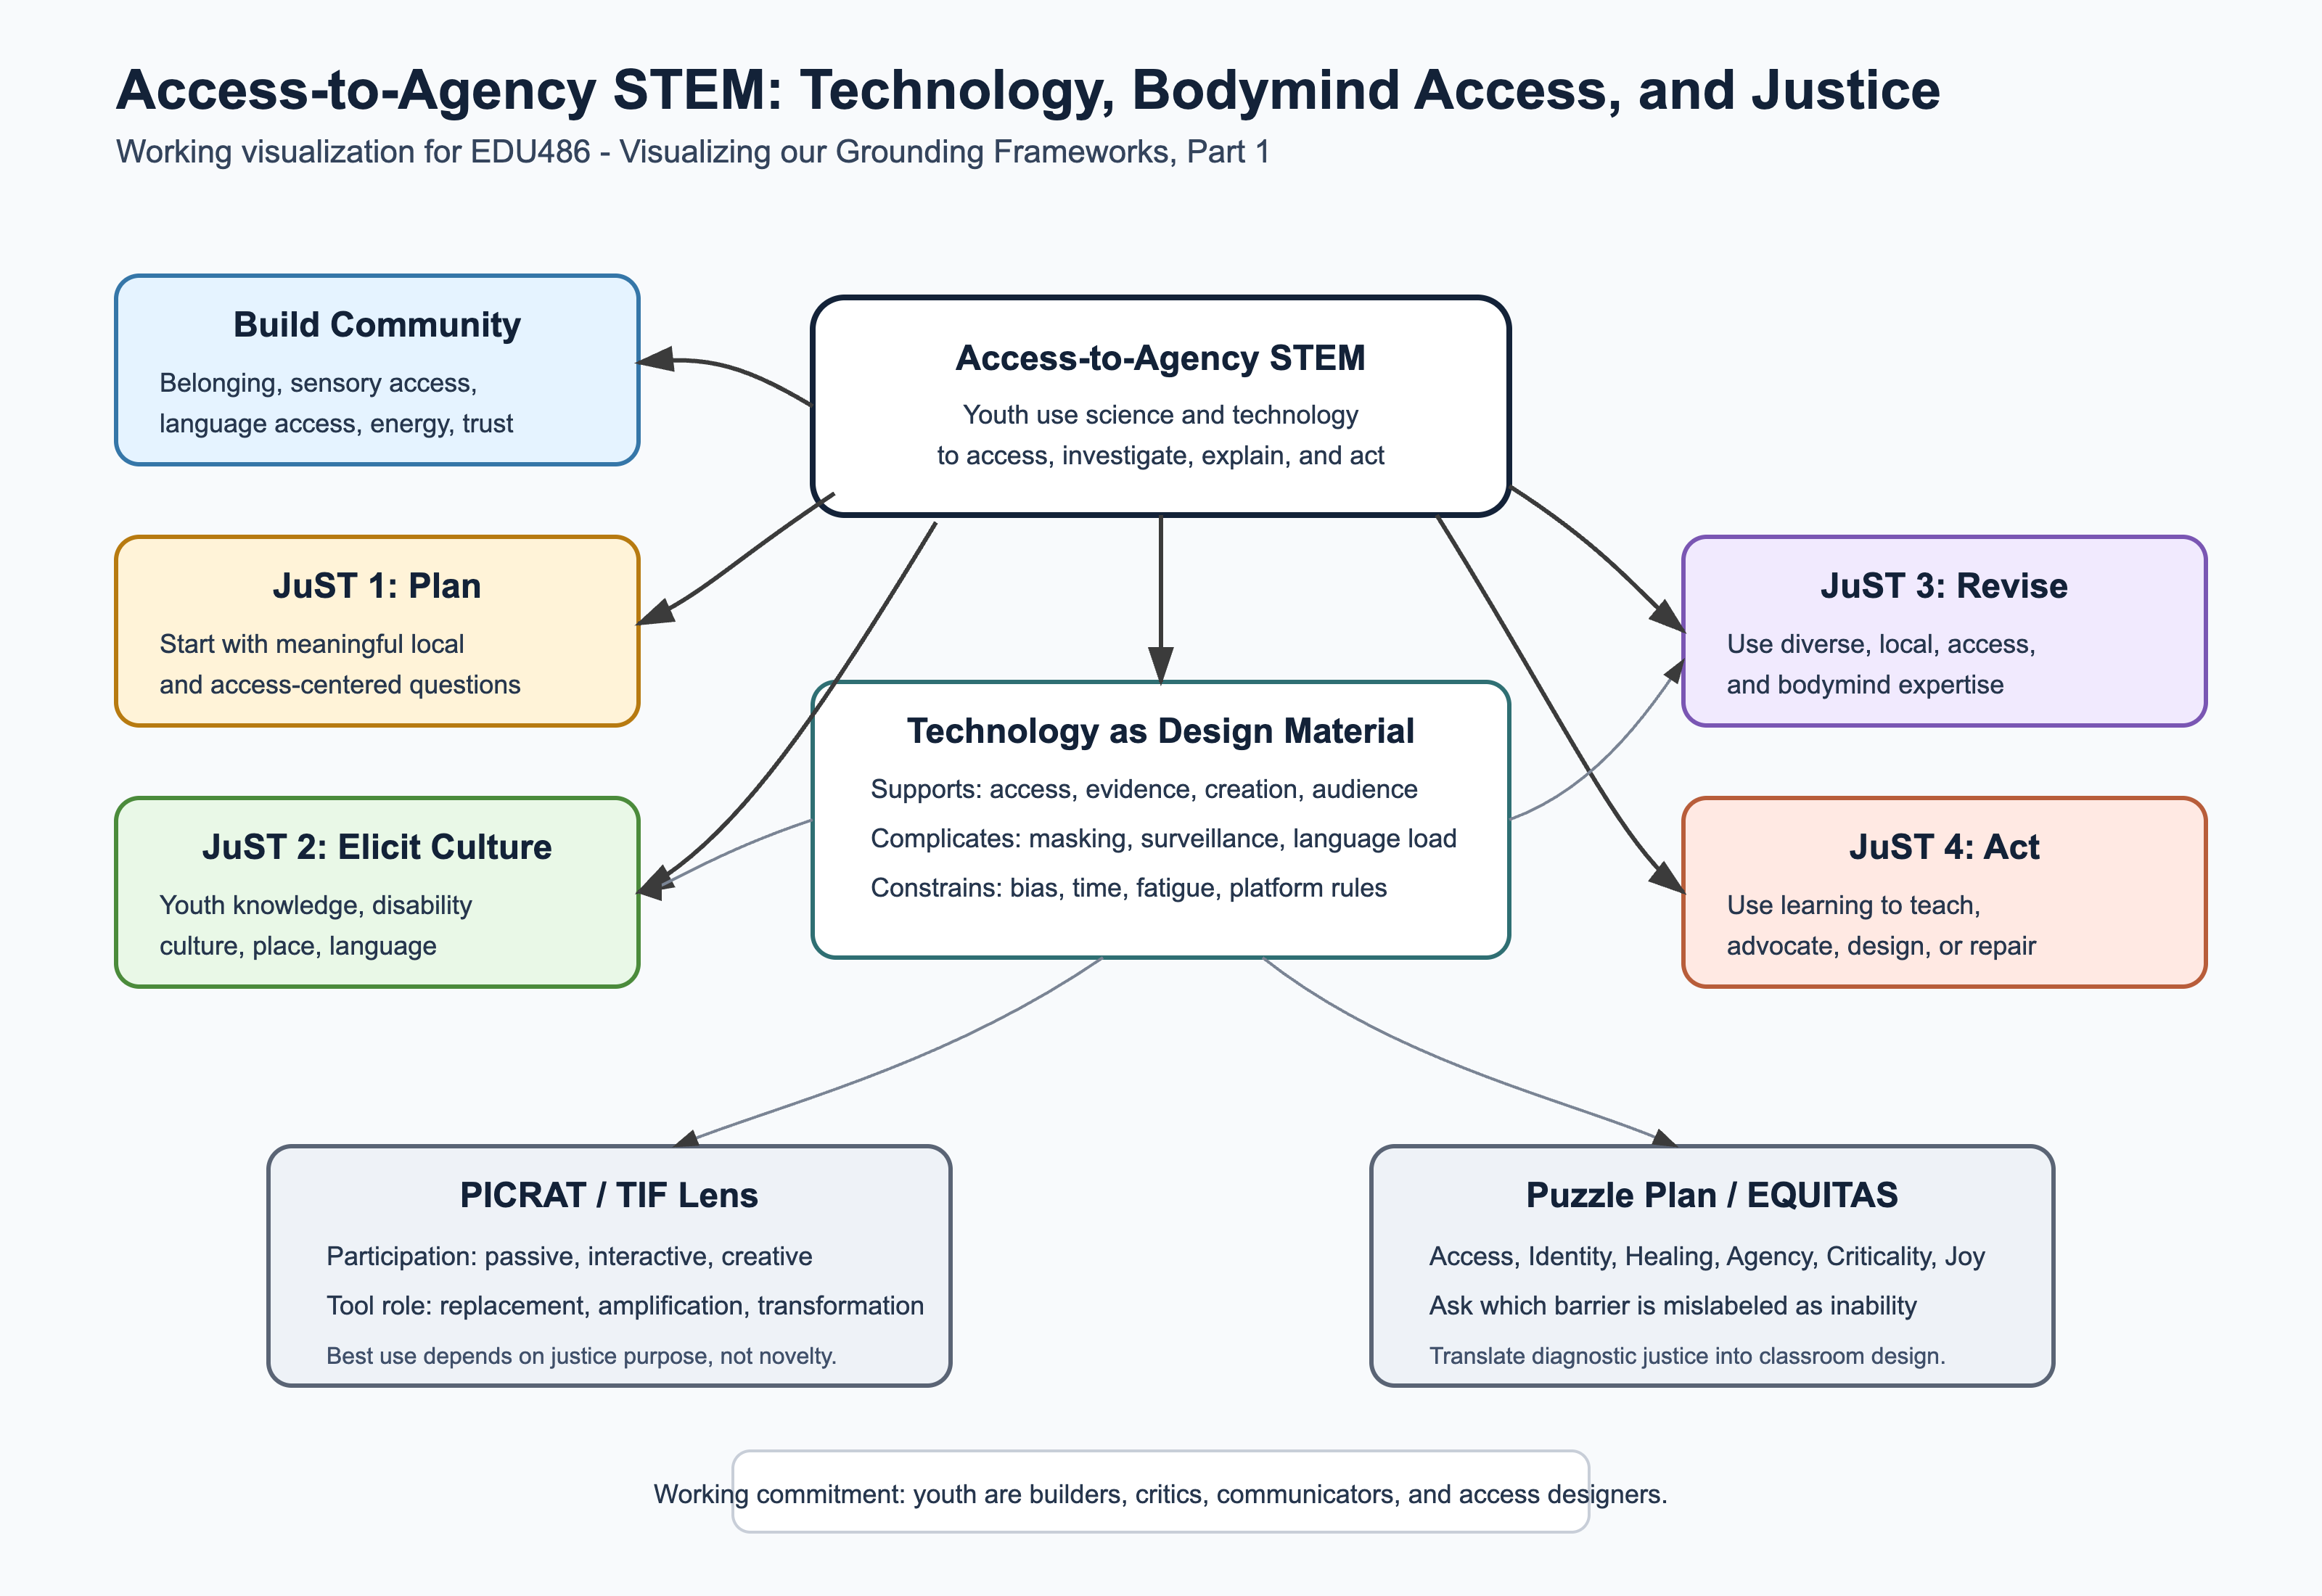 Access-to-Agency STEM: Technology, Bodymind Access, and Justice
Working visualization for EDU486 - Visualizing our Grounding Frameworks, Part 1
Build Community
Belonging, sensory access,
language access, energy, trust
Access-to-Agency STEM
Youth use science and technology
to access, investigate, explain, and act
JuST 1: Plan
Start with meaningful local
and access-centered questions
JuST 3: Revise
Use diverse, local, access,
and bodymind expertise
Technology as Design Material
Supports: access, evidence, creation, audience
Complicates: masking, surveillance, language load
Constrains: bias, time, fatigue, platform rules
JuST 2: Elicit Culture
Youth knowledge, disability
culture, place, language
JuST 4: Act
Use learning to teach,
advocate, design, or repair
PICRAT / TIF Lens
Participation: passive, interactive, creative
Tool role: replacement, amplification, transformation
Best use depends on justice purpose, not novelty.
Puzzle Plan / EQUITAS
Access, Identity, Healing, Agency, Criticality, Joy
Ask which barrier is mislabeled as inability
Translate diagnostic justice into classroom design.
Working commitment: youth are builders, critics, communicators, and access designers.